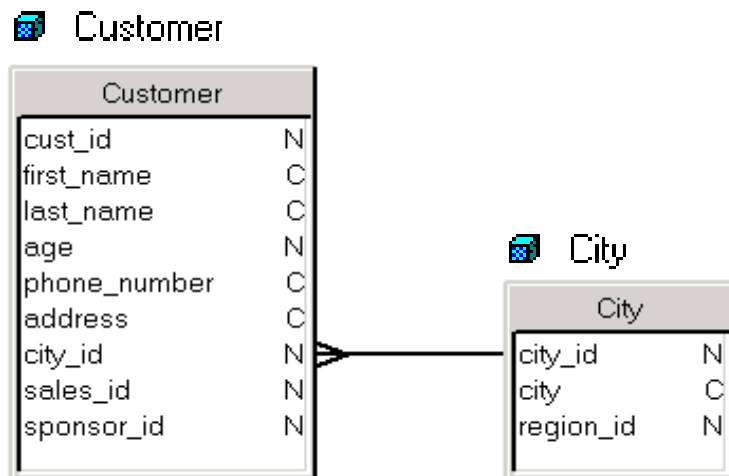 Customer
Customer
cust_id N
first_name C
last_name C
age N
phone_number C
address C
city_id N
sales_id N
sponsor_id N
City
City
city_id N
city C
region_id N